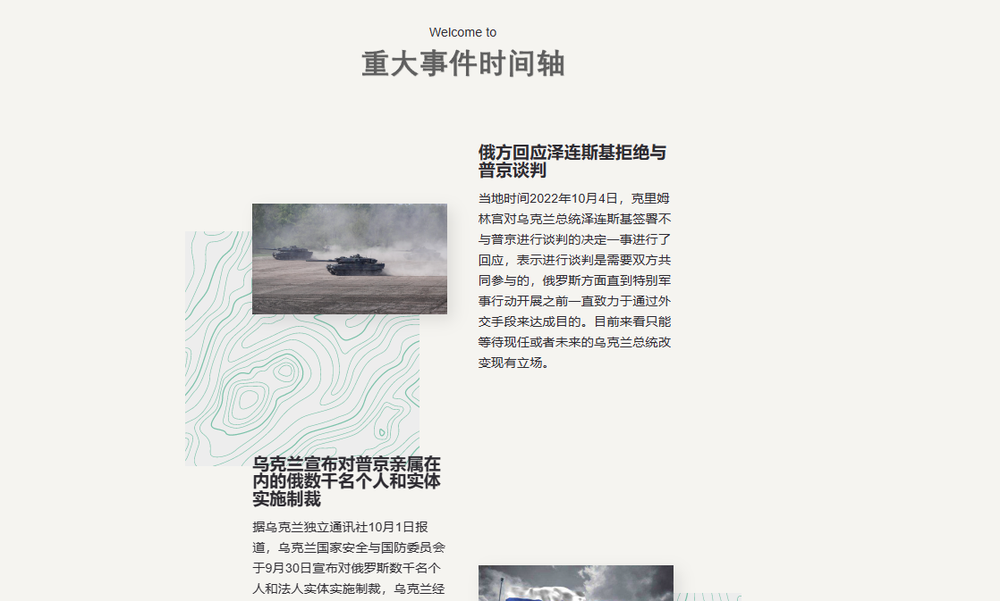 Welcome to
重大事件时间轴
俄方回应泽连斯基拒绝与
普京谈判
当地时间2022年10月4日，克里姆
林宫对乌克兰总统泽连斯基签署不
与普京进行谈判的决定一事进行了
回应，表示进行谈判是需要双方共
同参与的，俄罗斯方面直到特别军
事行动开展之前一直致力于通过外
交手段来达成目的。目前来看只能
等待现任或者未来的乌克兰总统改
变现有立场。
乌克兰宣布对普京亲属在
内的俄数千名个人和实体
实施制裁
据乌克兰独立通讯社10月1日报
道，乌克兰国家安全与国防委员会
于9月30日宣布对俄罗斯数千名个
人和法人实体实施制裁，乌克兰经